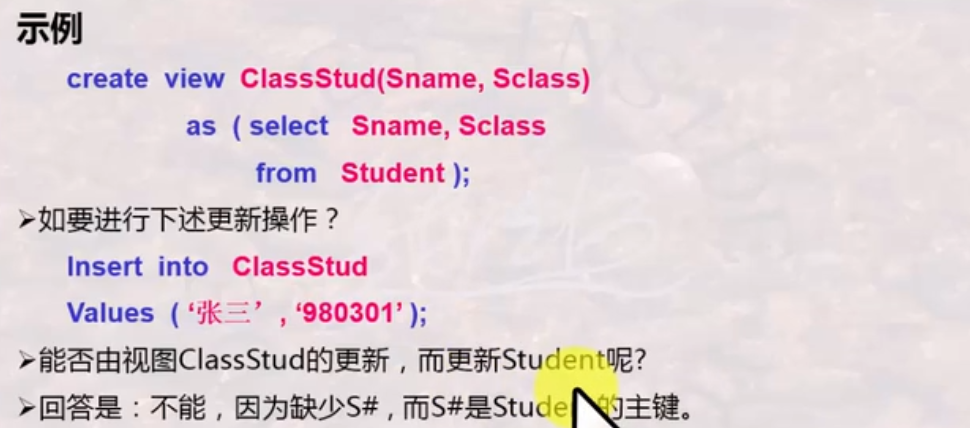 示例
create view ClassStud(Sname, Sclass)
as ( select Sname, Sclass
from Student );
➢如要进行下述更新操作？
Insert into ClassStud
Values ( ‘张三’ , ‘980301’ );
➢能否由视图ClassStud的更新，而更新Student呢?
➢回答是：不能，因为缺少S#，而S#是Stude 的主键。